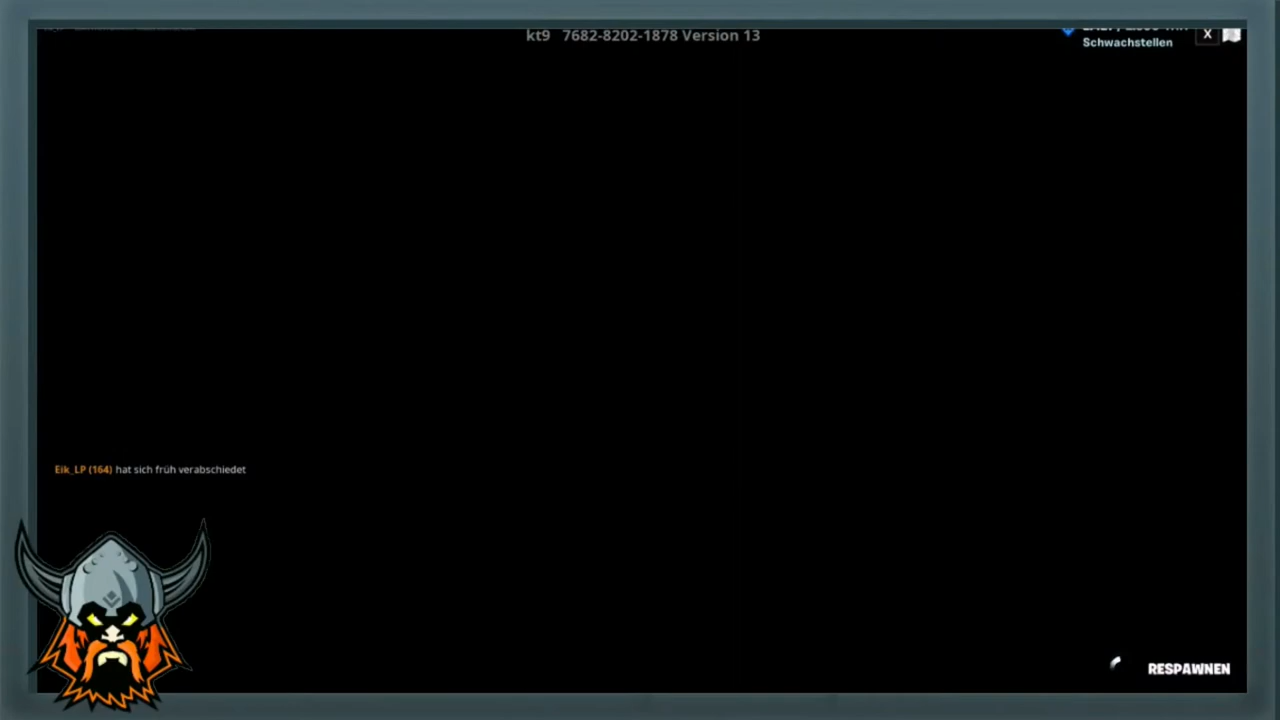 kt9 7682-8202-1878 Version 13
Schwachstellen
X
Eik_LP (164) hat sich früh verabschiedet
RESPAWNEN